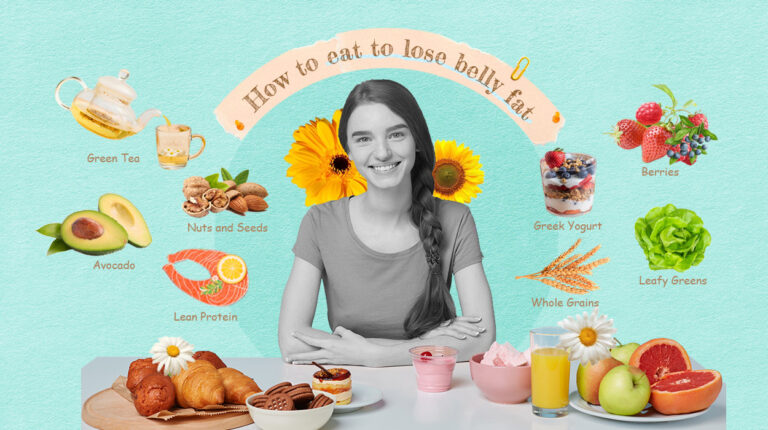 How to eat to lose belly fat
Green Tea
Berries
Nuts and Seeds
Greek Yogurt
Avocado
Leafy Greens
Lean Protein
Whole Grains